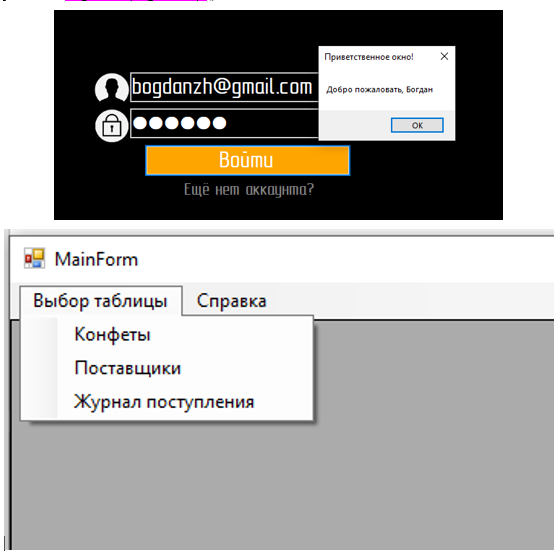 Приветственное окно!
bogdanzh@gmail.com
Добро пожаловать, Богдан
●●●●●●
OK
Войти
Ещё нет аккаунта?
MainForm
Выбор таблицы Справка
Конфеты
Поставщики
Журнал поступления